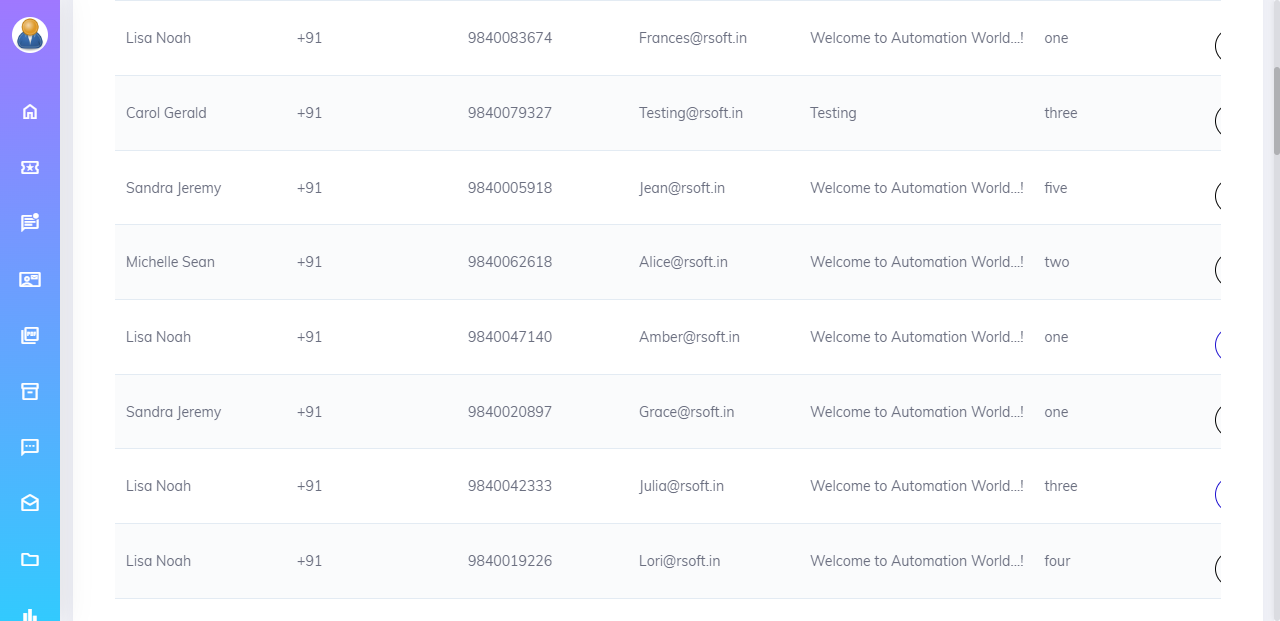 Lisa Noah +91 9840083674 Frances@rsoft.in Welcome to Automation World...! one
Carol Gerald +91 9840079327 Testing@rsoft.in Testing three
Sandra Jeremy +91 9840005918 Jean@rsoft.in Welcome to Automation World...! five
Michelle Sean +91 9840062618 Alice@rsoft.in Welcome to Automation World...! two
Lisa Noah +91 9840047140 Amber@rsoft.in Welcome to Automation World...! one
Sandra Jeremy +91 9840020897 Grace@rsoft.in Welcome to Automation World...! one
Lisa Noah +91 9840042333 Julia@rsoft.in Welcome to Automation World...! three
Lisa Noah +91 9840019226 Lori@rsoft.in Welcome to Automation World...! four